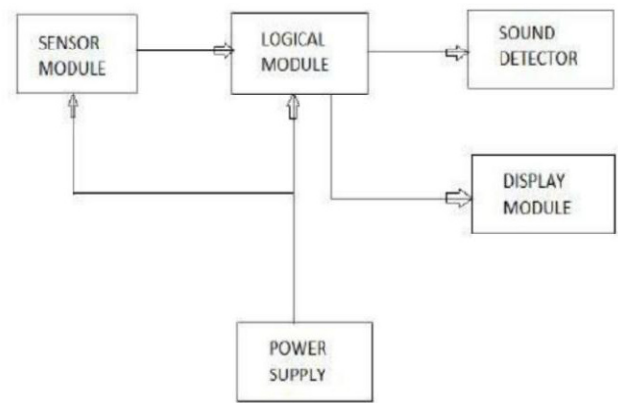 SENSOR
MODULE
LOGICAL
MODULE
SOUND
DETECTOR
DISPLAY
MODULE
POWER
SUPPLY